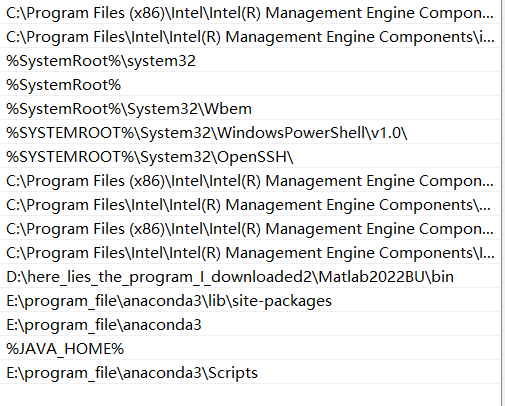 C:\Program Files (x86)\Intel\Intel(R) Management Engine Compon...
C:\Program Files\Intel\Intel(R) Management Engine Components\i...
%SystemRoot%\system32
%SystemRoot%
%SystemRoot%\System32\Wbem
%SYSTEMROOT%\System32\WindowsPowerShell\v1.0\
%SYSTEMROOT%\System32\OpenSSH\
C:\Program Files (x86)\Intel\Intel(R) Management Engine Compon...
C:\Program Files\Intel\Intel(R) Management Engine Components\...
C:\Program Files (x86)\Intel\Intel(R) Management Engine Compon...
C:\Program Files\Intel\Intel(R) Management Engine Components\I...
D:\here_lies_the_program_I_downloaded2\Matlab2022BU\bin
E:\program_file\anaconda3\lib\site-packages
E:\program_file\anaconda3
%JAVA_HOME%
E:\program_file\anaconda3\Scripts